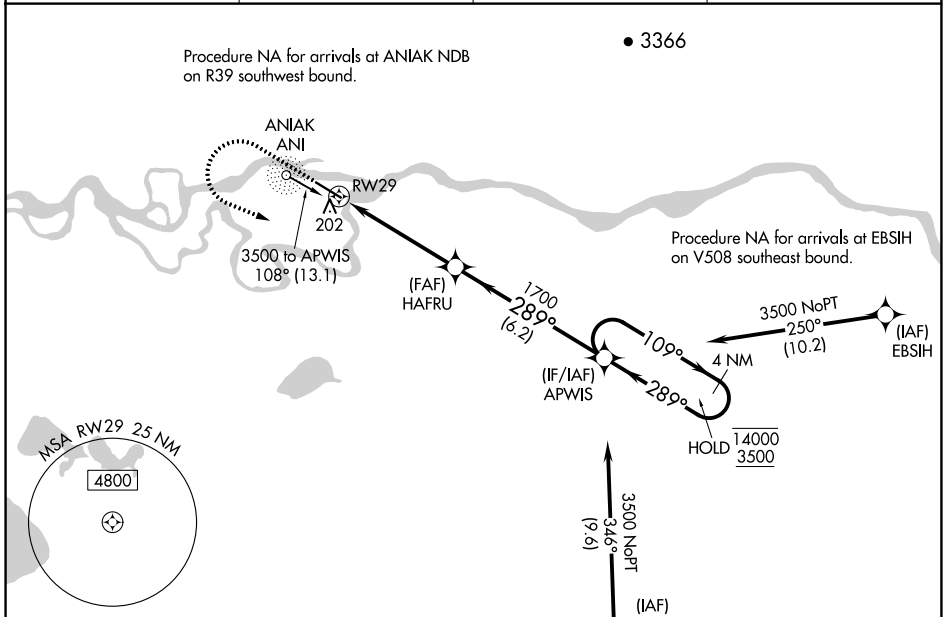 3366
Procedure NA for arrivals at ANIAK NDB
on R39 southwest bound.
ANIAK
ANI
RW29
202
3500 to APWIS
108° (13.1)
Procedure NA for arrivals at EBSIH
on V508 southeast bound.
(FAF)
HAFRU
1700
289°
(6.2)
3500 NoPT
250°
(10.2)
(IAF)
EBSIH
109°
4 NM
(IF/IAF)
APWIS
289°
HOLD
14000
3500
MSA RW29 25 NM
4800
3500 NoPT
346°
(9.6)
(IAF)